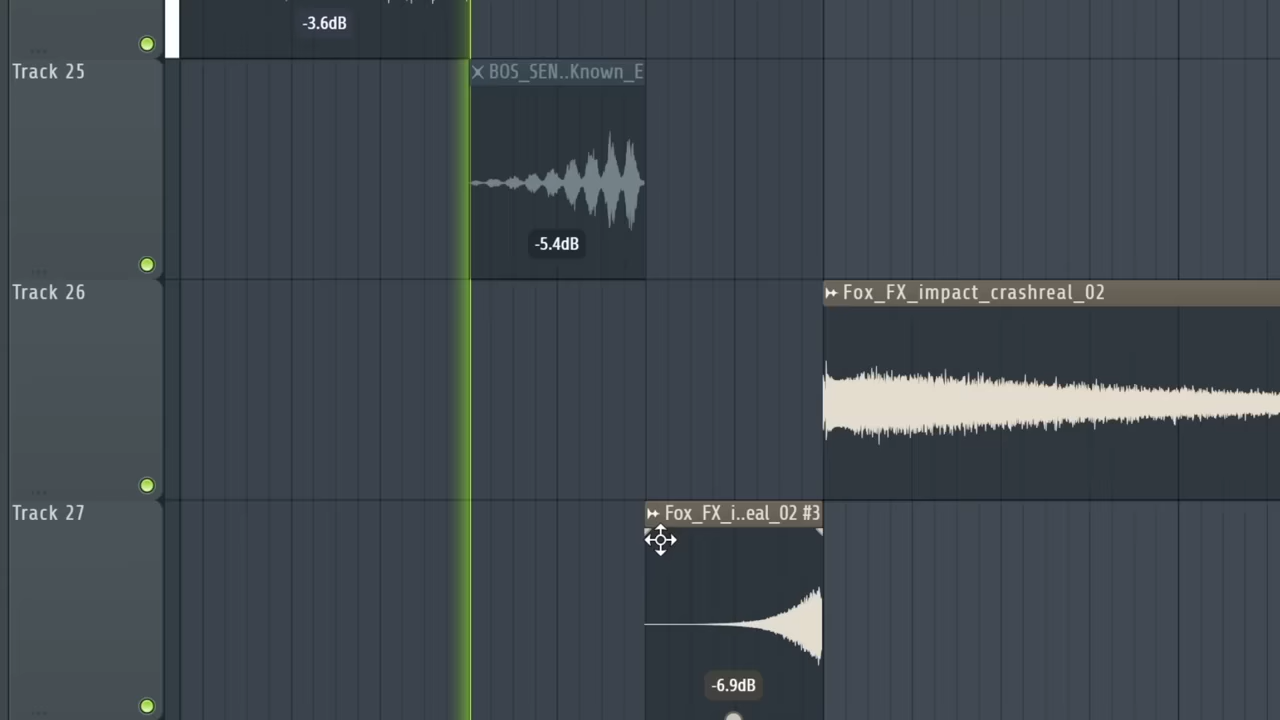 -3.6dB
Track 25
BOS_SEN..Known_E
-5.4dB
Track 26
Fox_FX_impact_crashreal_02
Track 27
Fox_FX_i..eal_02 #3
-6.9dB